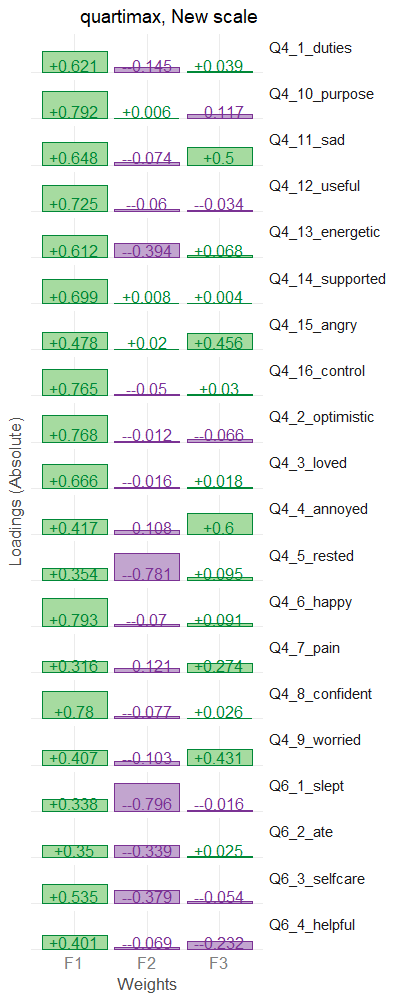 quartimax, New scale
Q4_1_duties
+0.621 --0.145 +0.039
Q4_10_purpose
+0.792 +0.006 --0.117
Q4_11_sad
+0.648 --0.074 +0.5
Q4_12_useful
+0.725 --0.06 --0.034
Q4_13_energetic
+0.612 --0.394 +0.068
Q4_14_supported
+0.699 +0.008 +0.004
Q4_15_angry
+0.478 +0.02 +0.456
Q4_16_control
+0.765 --0.05 +0.03
Q4_2_optimistic
+0.768 --0.012 --0.066
Q4_3_loved
+0.666 --0.016 +0.018
Q4_4_annoyed
+0.417 --0.108 +0.6
Q4_5_rested
+0.354 --0.781 +0.095
Q4_6_happy
+0.793 --0.07 +0.091
Q4_7_pain
+0.316 --0.121 +0.274
Q4_8_confident
+0.78 --0.077 +0.026
Q4_9_worried
+0.407 --0.103 +0.431
Q6_1_slept
+0.338 --0.796 --0.016
Q6_2_ate
+0.35 --0.339 +0.025
Q6_3_selfcare
+0.535 --0.379 --0.054
Q6_4_helpful
+0.401 --0.069 --0.232
F1 F2 F3
Weights
Loadings (Absolute)